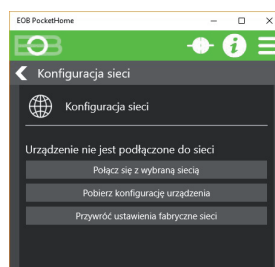 EOB PocketHome
EOB
Konfiguracja sieci
Konfiguracja sieci
Urządzenie nie jest podłączone do sieci
Połącz się z wybraną siecią
Pobierz konfigurację urządzenia
Przywróć ustawienia fabryczne sieci